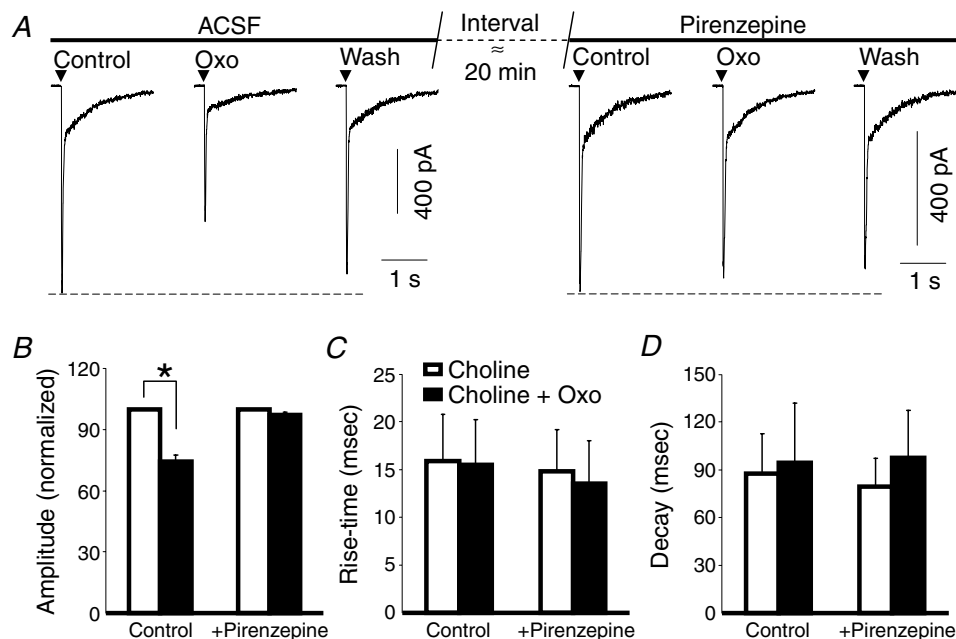 A
ACSF
Interval
Pirenzepine
≈
20 min
Control
Oxo
Wash
Control
Oxo
Wash
400 pA
1 s
400 pA
1 s
B
Amplitude (normalized)
120
90
60
30
0
*
Control
+Pirenzepine
C
Choline
Choline + Oxo
Rise-time (msec)
25
20
15
10
5
0
Control
+Pirenzepine
D
Decay (msec)
150
120
90
60
30
0
Control
+Pirenzepine